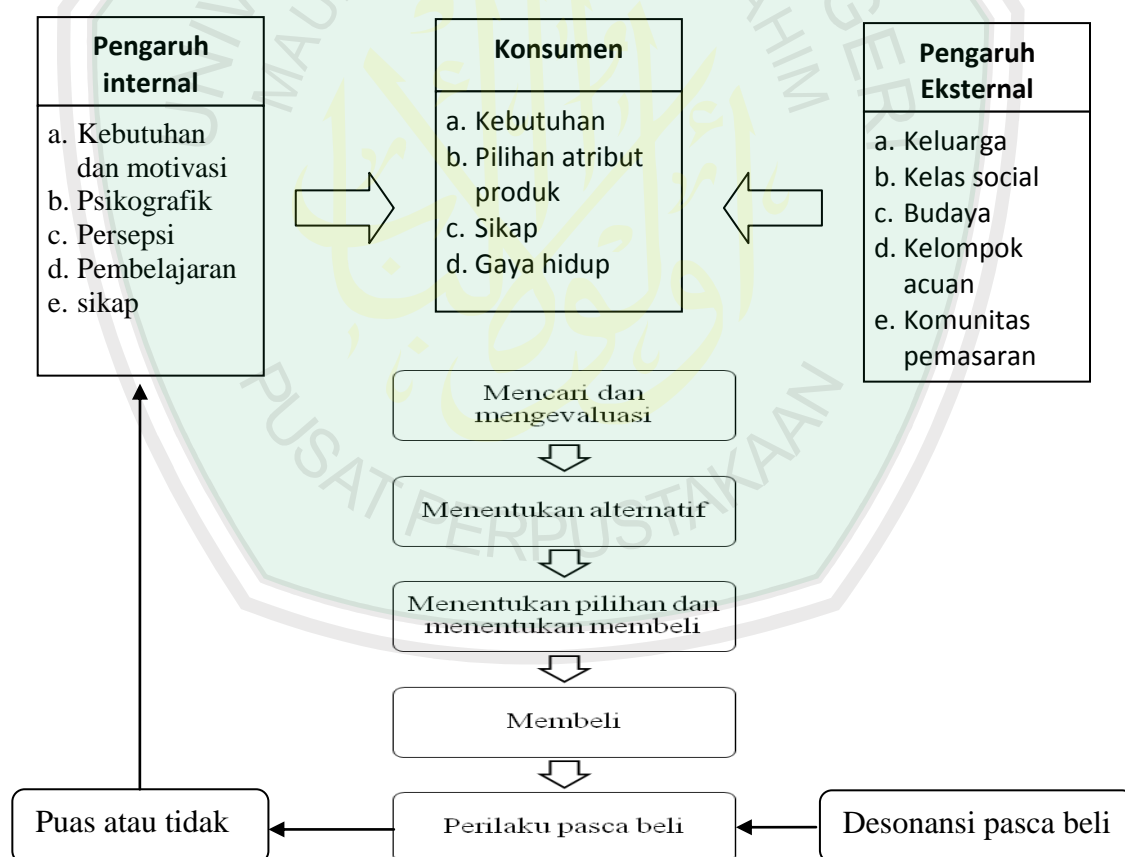 Pengaruh
internal
a. Kebutuhan
dan motivasi
b. Psikografik
c. Persepsi
d. Pembelajaran
e. sikap
Konsumen
a. Kebutuhan
b. Pilihan atribut
produk
c. Sikap
d. Gaya hidup
Pengaruh
Eksternal
a. Keluarga
b. Kelas social
c. Budaya
d. Kelompok
acuan
e. Komunitas
pemasaran
Mencari dan
mengevaluasi
Menentukan alternatif
Menentukan pilihan dan
menentukan membeli
Membeli
Puas atau tidak
Perilaku pasca beli
Desonansi pasca beli
PUSAT PERPUSTAKAAN